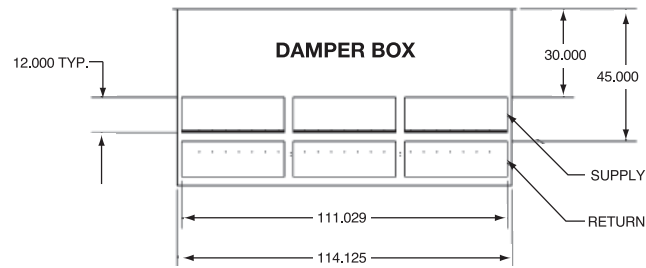 DAMPER BOX
12.000 TYP.
30.000
45.000
SUPPLY
RETURN
111.029
114.125